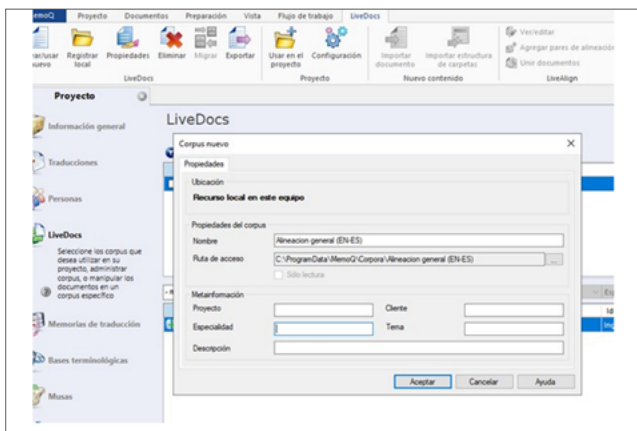 MemoQ Proyecto Documentos Preparación Vista Flujo de trabajo LiveDocs
Registrar local
Propiedades
Eliminar
Migrar
Exportar
Usar en el proyecto
Configuración
Importar documento
Importar estructura de carpetas
Ver/editar
Agregar pares de alineació
Unir documentos
LiveDocs Proyecto Nuevo contenido LiveAlign
Proyecto
Información general
Traducciones
Personas
LiveDocs
Seleccione los corpus que
desea utilizar en su
proyecto, administrar
corpus, o manipular los
documentos en un
corpus específico
Memorias de traducción
Bases terminológicas
Musas
LiveDocs
Corpus nuevo
Propiedades
Ubicación
Recurso local en este equipo
Propiedades del corpus
Nombre Alineacion general (EN-ES)
Ruta de acceso C:\ProgramData\MemoQ\Corpora\Alineacion general (EN-ES) ...
Sólo lectura
Metainformación
Proyecto Cliente
Especialidad Tema
Descripción
Aceptar Cancelar Ayuda